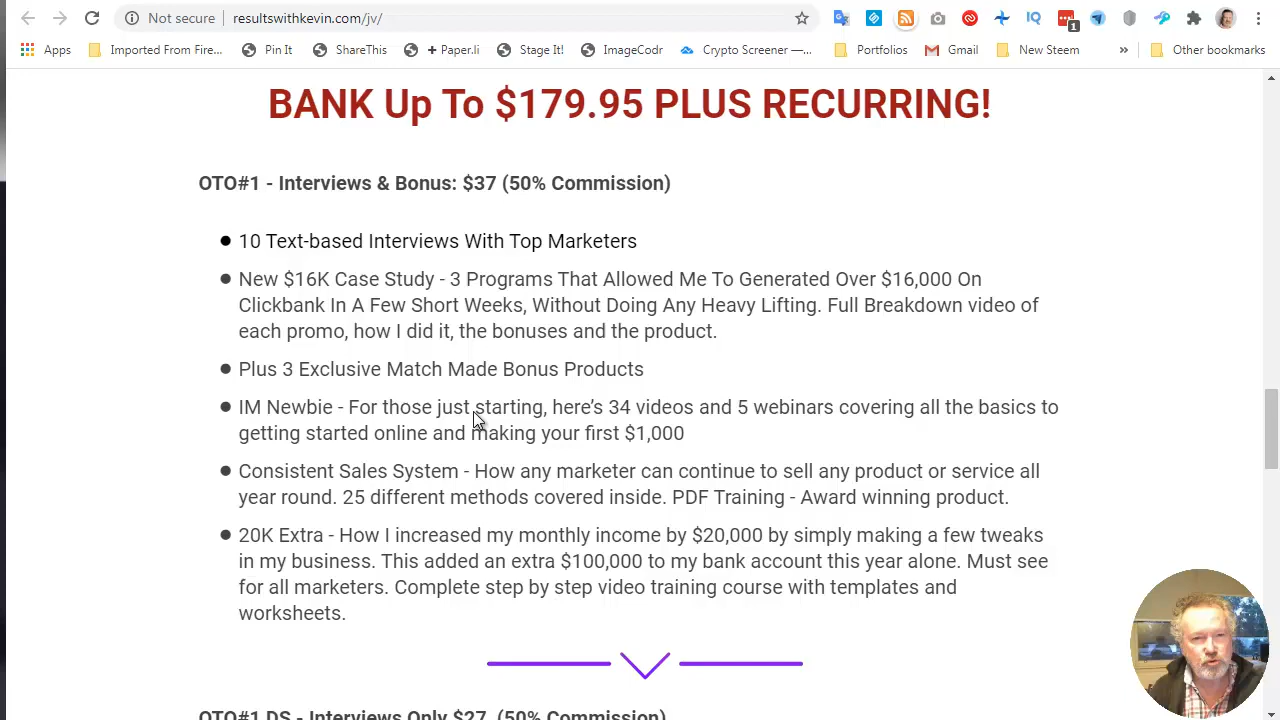 Not secure resultswithkevin.com/jv/
1
Apps Imported From Fire... Pin It ShareThis + Paper.li Stage It! ImageCodr Crypto Screener —... Portfolios Gmail New Steem » Other bookmarks
BANK Up To $179.95 PLUS RECURRING!
OTO#1 - Interviews & Bonus: $37 (50% Commission)
● 10 Text-based Interviews With Top Marketers
● New $16K Case Study - 3 Programs That Allowed Me To Generated Over $16,000 On
Clickbank In A Few Short Weeks, Without Doing Any Heavy Lifting. Full Breakdown video of
each promo, how I did it, the bonuses and the product.
● Plus 3 Exclusive Match Made Bonus Products
● IM Newbie - For those just starting, here’s 34 videos and 5 webinars covering all the basics to
getting started online and making your first $1,000
● Consistent Sales System - How any marketer can continue to sell any product or service all
year round. 25 different methods covered inside. PDF Training - Award winning product.
● 20K Extra - How I increased my monthly income by $20,000 by simply making a few tweaks
in my business. This added an extra $100,000 to my bank account this year alone. Must see
for all marketers. Complete step by step video training course with templates and
worksheets.
OTO#1 DS - Interviews Only $27 (50% Commission)